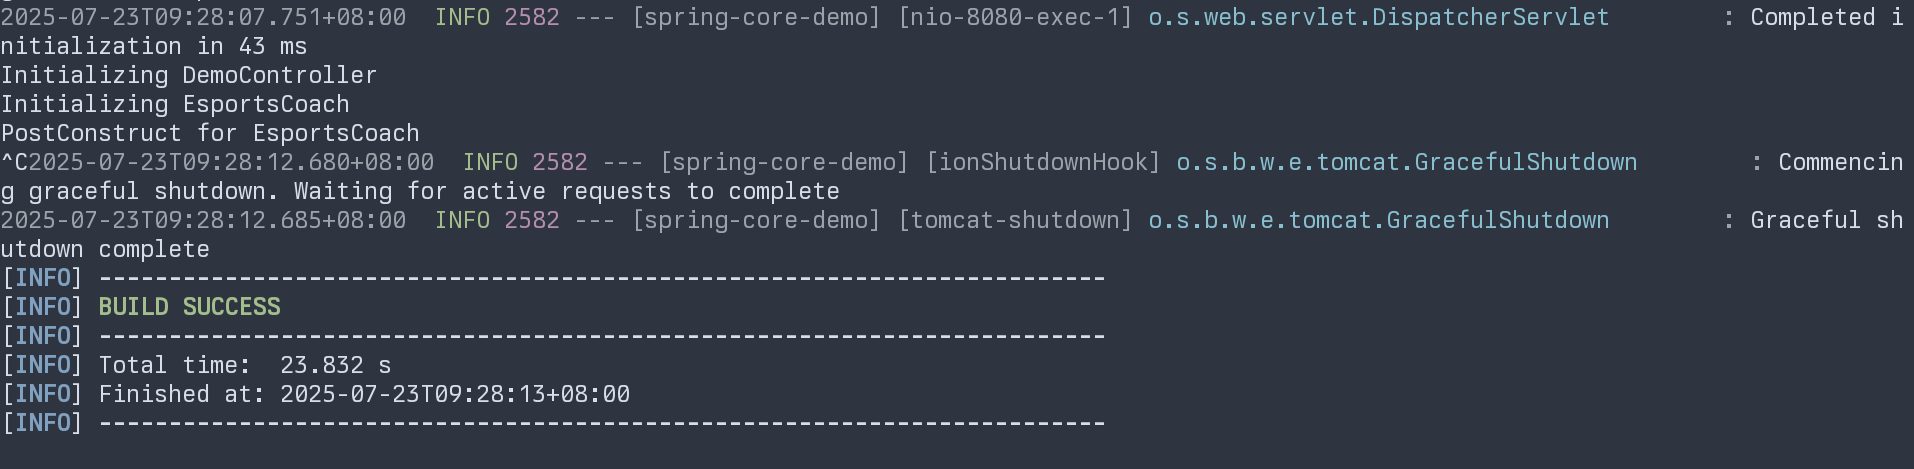 2025-07-23T09:28:07.751+08:00  INFO 2582 --- [spring-core-demo] [nio-8080-exec-1] o.s.web.servlet.DispatcherServlet        : Completed i
nitialization in 43 ms
Initializing DemoController
Initializing EsportsCoach
PostConstruct for EsportsCoach
^C2025-07-23T09:28:12.680+08:00  INFO 2582 --- [spring-core-demo] [ionShutdownHook] o.s.b.w.e.tomcat.GracefulShutdown        : Commencin
g graceful shutdown. Waiting for active requests to complete
2025-07-23T09:28:12.685+08:00  INFO 2582 --- [spring-core-demo] [tomcat-shutdown] o.s.b.w.e.tomcat.GracefulShutdown        : Graceful sh
utdown complete
[INFO] ------------------------------------------------------------------------
[INFO] BUILD SUCCESS
[INFO] ------------------------------------------------------------------------
[INFO] Total time:  23.832 s
[INFO] Finished at: 2025-07-23T09:28:13+08:00
[INFO] ------------------------------------------------------------------------